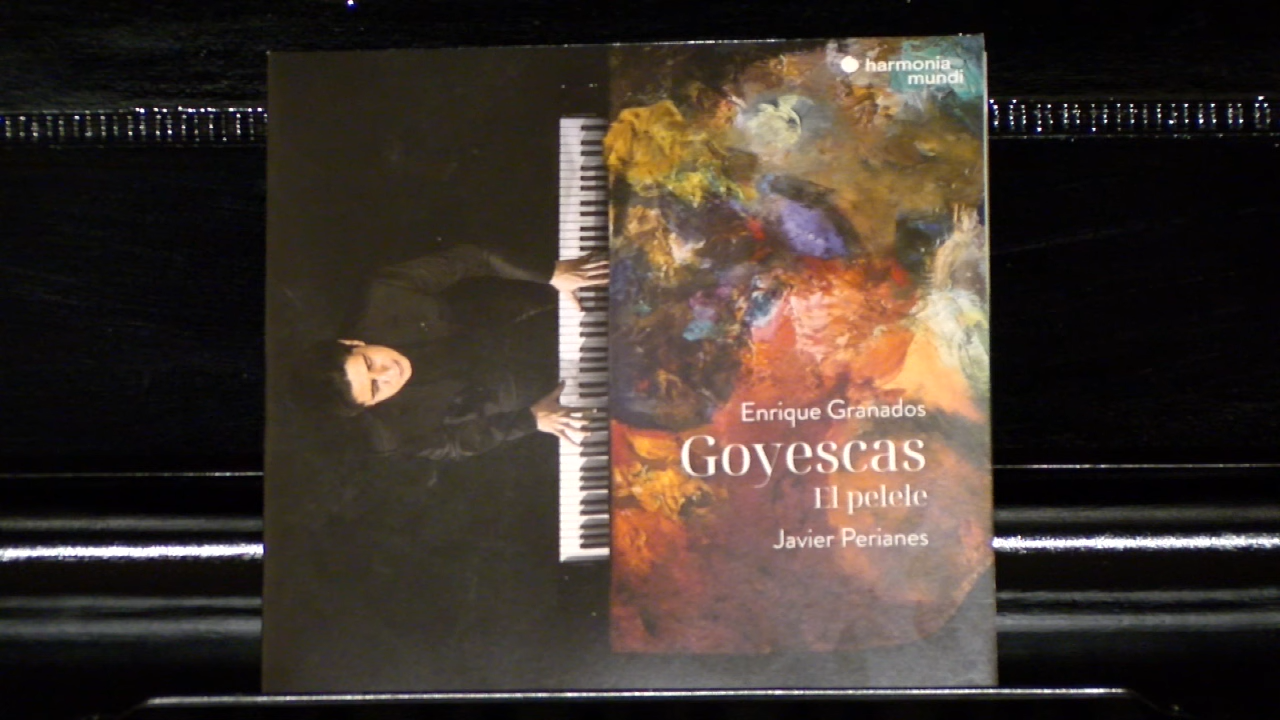 harmonia
mundi
Enrique Granados
Goyescas
El pelele
Javier Perianes